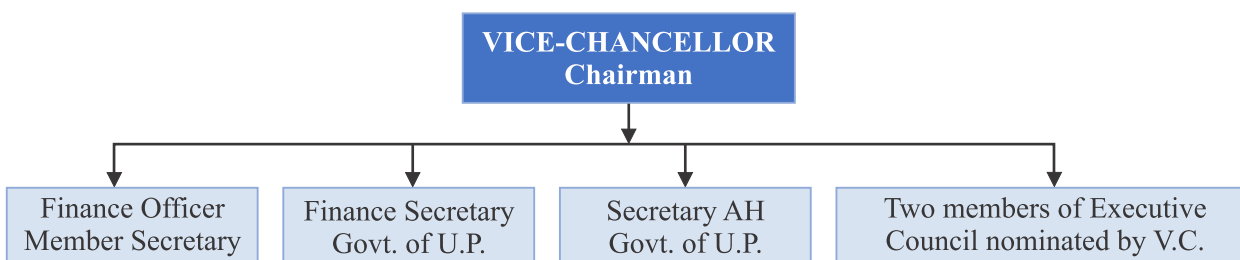 VICE-CHANCELLOR
Chairman
Finance Officer
Member Secretary
Finance Secretary
Govt. of U.P.
Secretary AH
Govt. of U.P.
Two members of Executive
Council nominated by V.C.